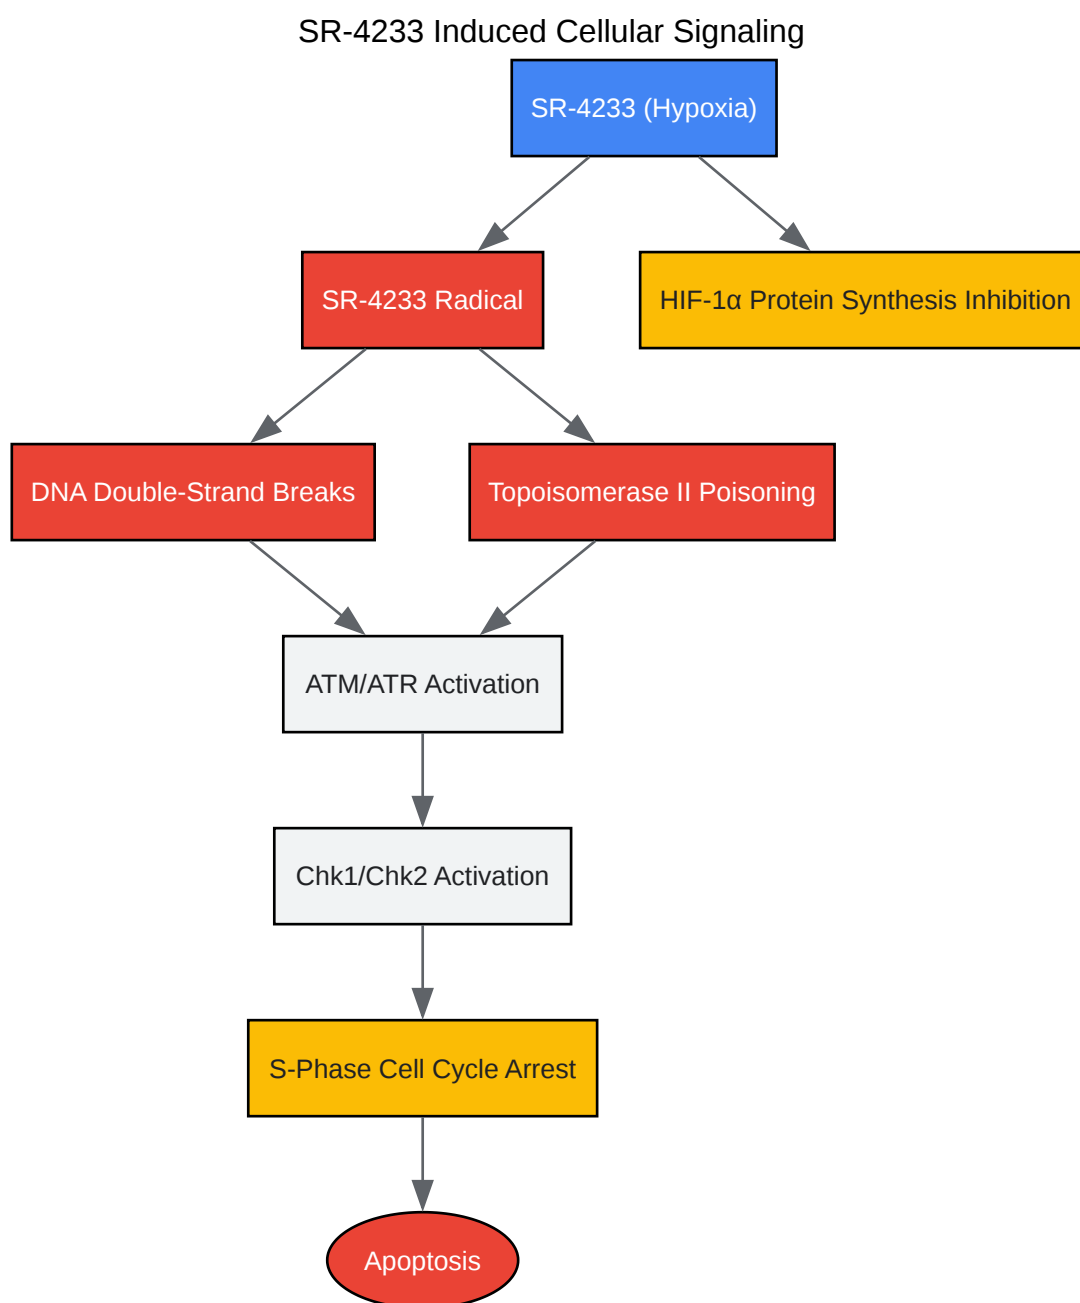 SR-4233 Induced Cellular Signaling
SR-4233 (Hypoxia)
SR-4233 Radical
HIF-1α Protein Synthesis Inhibition
DNA Double-Strand Breaks
Topoisomerase II Poisoning
ATM/ATR Activation
Chk1/Chk2 Activation
S-Phase Cell Cycle Arrest
Apoptosis